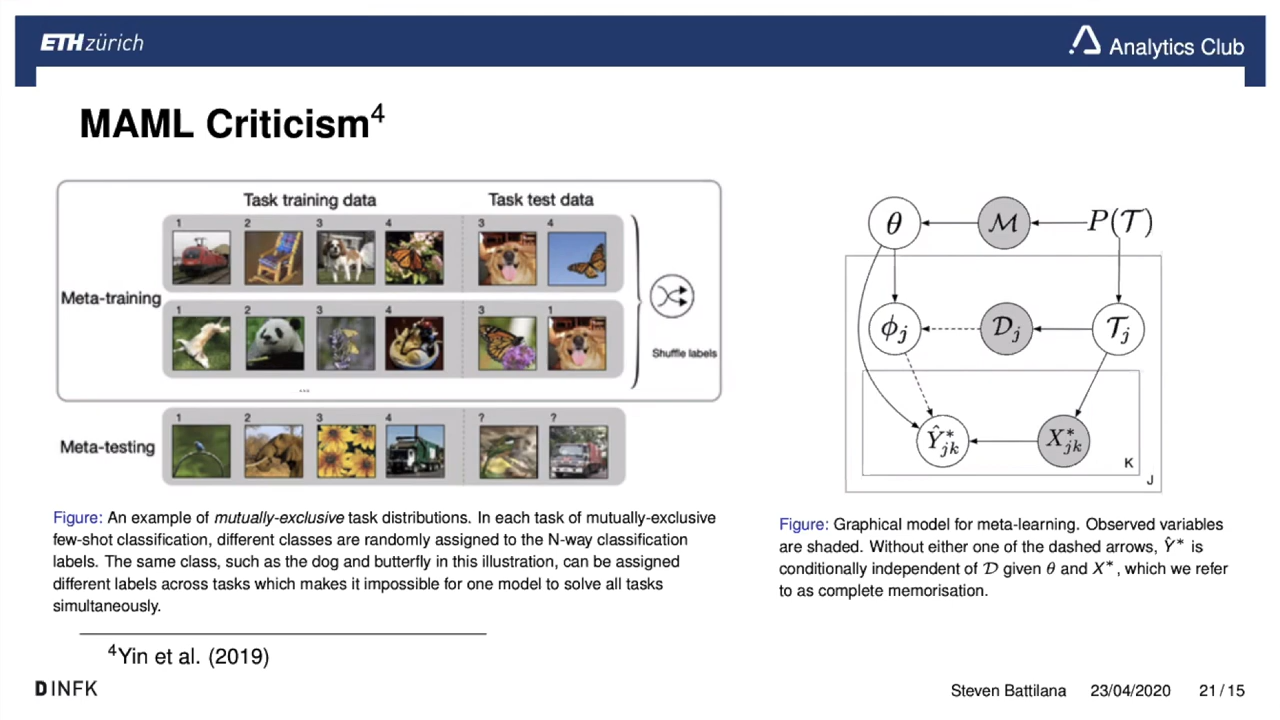 ETH zürich
Analytics Club
MAML Criticism⁴
Task training data Task test data
1 2 3 4 3 4
Meta-training
1 2 3 4 3 1
Shuffle labels
...
1 2 3 4 ? ?
Meta-testing
Figure: An example of mutually-exclusive task distributions. In each task of mutually-exclusive
few-shot classification, different classes are randomly assigned to the N-way classification
labels. The same class, such as the dog and butterfly in this illustration, can be assigned
different labels across tasks which makes it impossible for one model to solve all tasks
simultaneously.
θ M P(T)
ϕj Dj Tj
Ŷ*jk X*jk
K
J
Figure: Graphical model for meta-learning. Observed variables
are shaded. Without either one of the dashed arrows, Ŷ* is
conditionally independent of D given θ and X*, which we refer
to as complete memorisation.
⁴Yin et al. (2019)
D INFK
Steven Battilana 23/04/2020 21 / 15